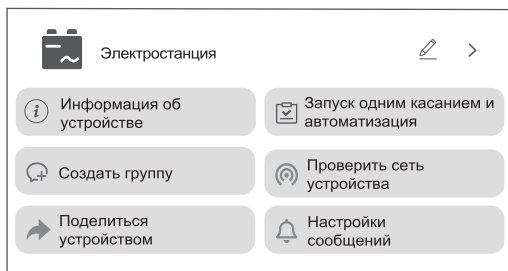 Электростанция
Информация об
устройстве
Запуск одним касанием и
автоматизация
Создать группу
Проверить сеть
устройства
Поделиться
устройством
Настройки
сообщений